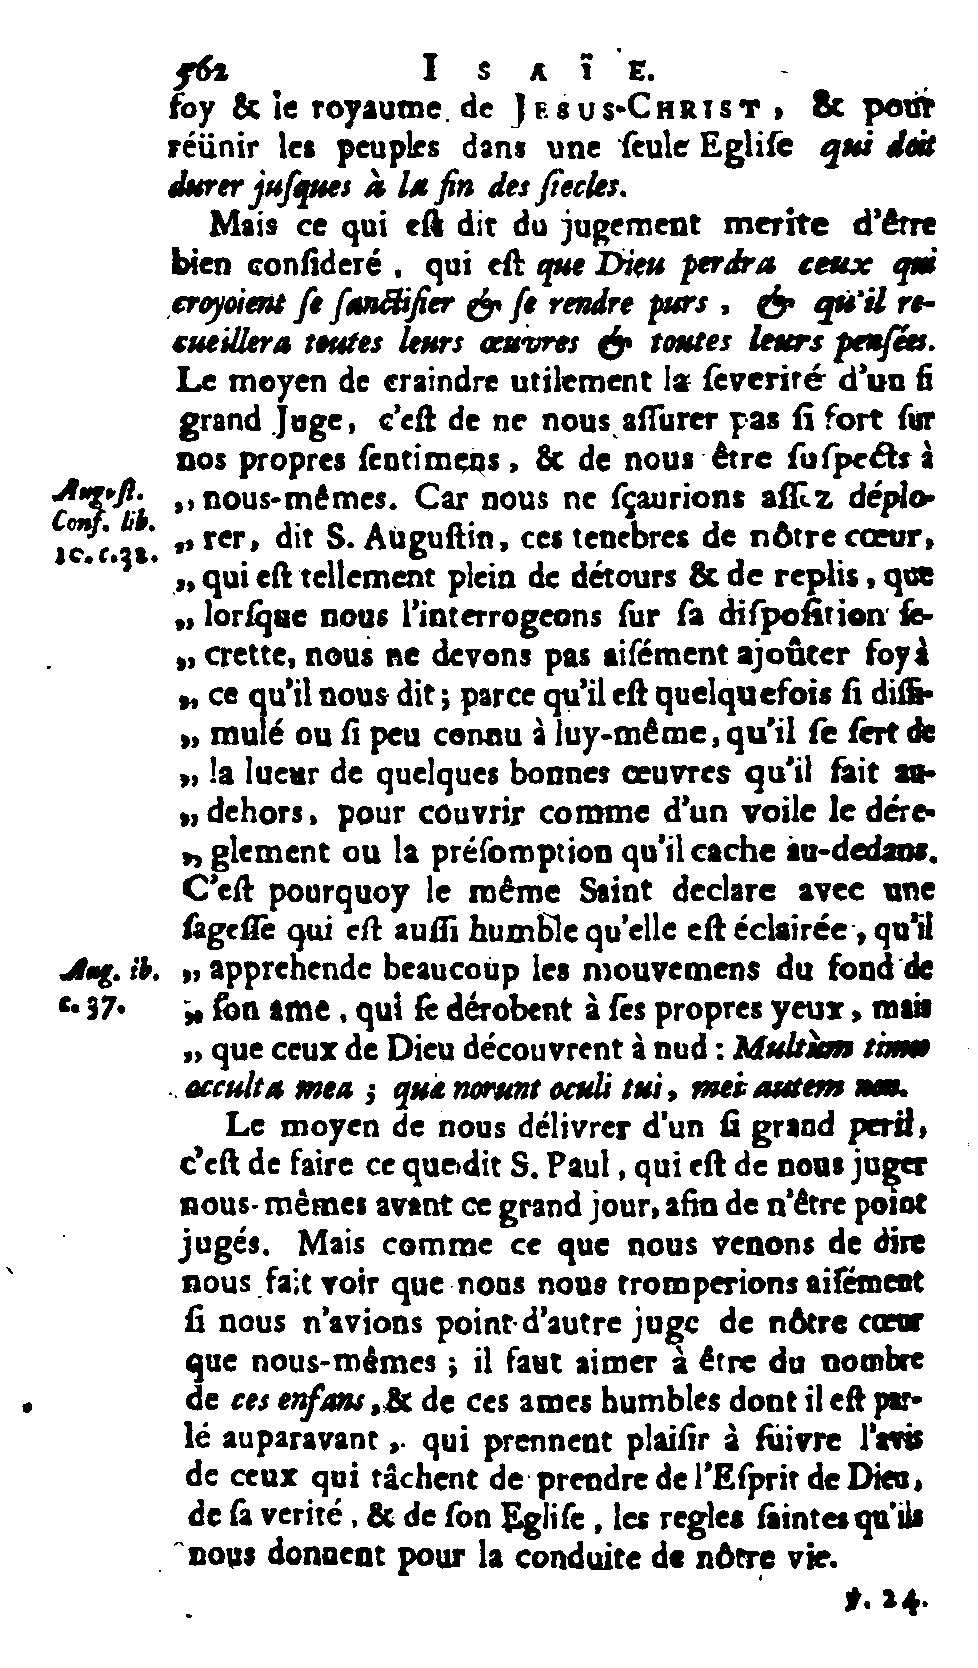 562 ISAÏE.
foy & le royaume de JESUS-CHRIST, & pour
réünir les peuples dans une ſeule Egliſe qui doit
durer juſques à la fin des ſiecles.
Mais ce qui eſt dit du jugement merite d'être
bien conſideré, qui eſt que Dieu perdra ceux qui
croyoient ſe ſanctifier & ſe rendre purs, & qu'il re-
cueillera toutes leurs œuvres & toutes leurs penſées.
Le moyen de craindre utilement la ſeverité d'un ſi
grand Juge, c'eſt de ne nous aſſurer pas ſi fort ſur
nos propres ſentimens, & de nous être ſuſpects à
Auguſt. Conf. lib. 10. c. 32.
„ nous-mêmes. Car nous ne ſçaurions aſſez déplo-
„ rer, dit S. Auguſtin, ces tenebres de nôtre cœur,
„ qui eſt tellement plein de détours & de replis, que
„ lorſque nous l'interrogeons ſur ſa diſpoſition ſe-
„ crette, nous ne devons pas aiſément ajoûter foy à
„ ce qu'il nous dit; parce qu'il eſt quelquefois ſi diſſi-
„ mulé ou ſi peu connu à luy-même, qu'il ſe ſert de
„ la lueur de quelques bonnes œuvres qu'il fait au-
„ dehors, pour couvrir comme d'un voile le dére-
„ glement ou la préſomption qu'il cache au-dedans.
C'eſt pourquoy le même Saint declare avec une
ſageſſe qui eſt auſſi humble qu'elle eſt éclairée, qu'il
Aug. ib. c. 37.
„ apprehende beaucoup les mouvemens du fond de
„ ſon ame, qui ſe dérobent à ſes propres yeux, mais
„ que ceux de Dieu découvrent à nud: Multùm timeo
occulta mea; quæ norunt oculi tui, mei autem non.
Le moyen de nous délivrer d'un ſi grand peril,
c'eſt de faire ce que dit S. Paul, qui eſt de nous juger
nous-mêmes avant ce grand jour, afin de n'être point
jugés. Mais comme ce que nous venons de dire
nous fait voir que nous nous tromperions aiſément
ſi nous n'avions point d'autre juge de nôtre cœur
que nous-mêmes; il faut aimer à être du nombre
de ces enfans, & de ces ames humbles dont il eſt par-
lé auparavant, qui prennent plaiſir à ſuivre l'avis
de ceux qui tâchent de prendre de l'Eſprit de Dieu,
de ſa verité, & de ſon Egliſe, les regles ſaintes qu'ils
nous donnent pour la conduite de nôtre vie.
℣. 24.